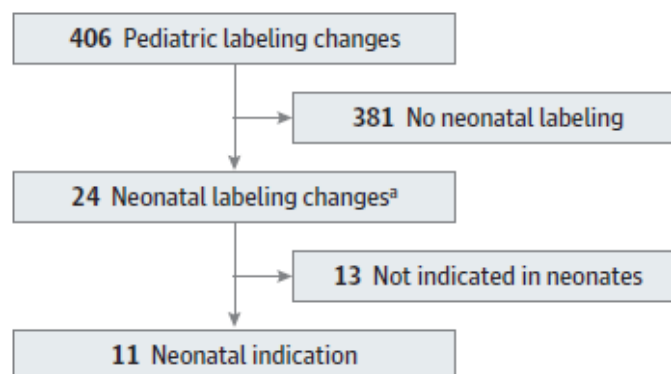 406 Pediatric labeling changes
381 No neonatal labeling
24 Neonatal labeling changesᵃ
13 Not indicated in neonates
11 Neonatal indication